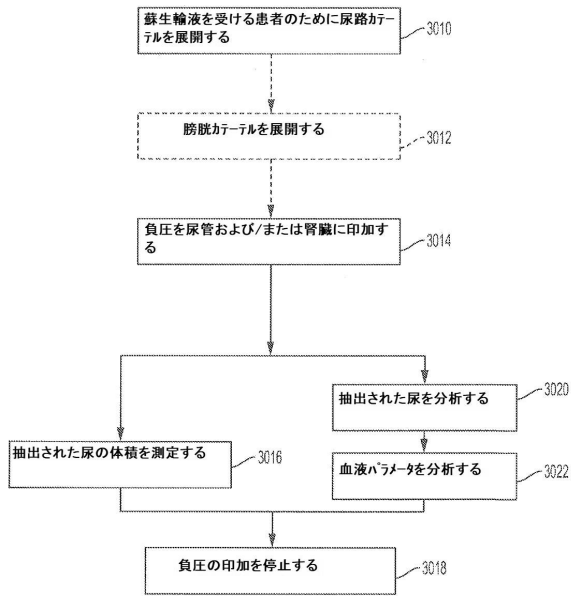 蘇生輸液を受ける患者のために尿路ｶﾃｰ
ﾃﾙを展開する
3010
膀胱ｶﾃｰﾃﾙを展開する
3012
負圧を尿管および/または腎臓に印加す
る
3014
抽出された尿を分析する
3020
抽出された尿の体積を測定する
3016
血液ﾊﾟﾗﾒｰﾀを分析する
3022
負圧の印加を停止する
3018